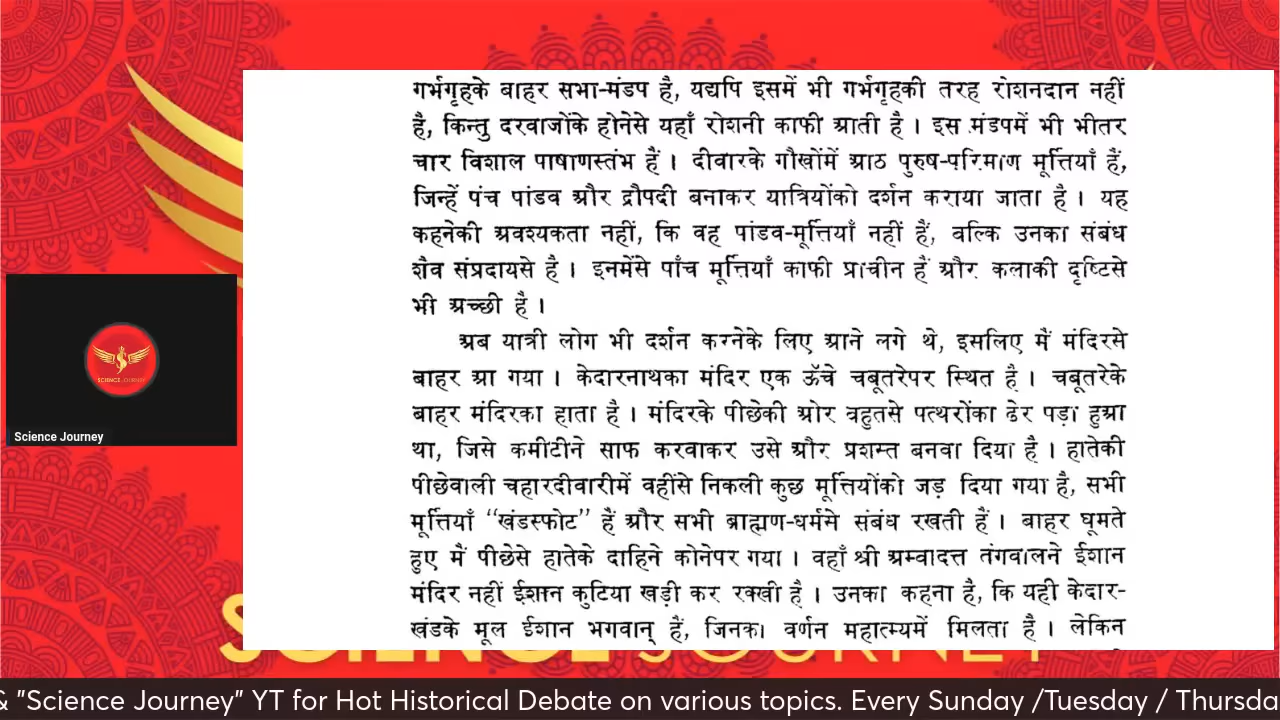 गर्भगृहके बाहर सभा-मंडप है, यद्यपि इसमें भी गर्भगृहकी तरह रोशनदान नहीं
है, किन्तु दरवाजोंके होनेसे यहाँ रोशनी काफी आती है। इस मंडपमें भी भीतर
चार विशाल पाषाणस्तंभ हैं। दीवारके गौखोंमें आठ पुरुष-परिमाण मूर्त्तियाँ हैं,
जिन्हें पंच पांडव और द्रौपदी बनाकर यात्रियोंको दर्शन कराया जाता है। यह
कहनेकी अवश्यकता नहीं, कि वह पांडव-मूर्त्तियाँ नहीं हैं, वल्कि उनका संबंध
शैव संप्रदायसे है। इनमेंसे पाँच मूर्त्तियाँ काफी प्राचीन हैं और कलाकी दृष्टिसे
भी अच्छी है।
अब यात्री लोग भी दर्शन करनेके लिए आने लगे थे, इसलिए मैं मंदिरसे
बाहर आ गया। केदारनाथका मंदिर एक ऊँचे चबूतरेपर स्थित है। चबूतरेके
बाहर मंदिरका हाता है। मंदिरके पीछेकी ओर वहुतसे पत्थरोंका ढेर पड़ा हुआ
था, जिसे कमीटीने साफ करवाकर उसे और प्रशस्त बनवा दिया है। हातेकी
पीछेवाली चहारदीवारीमें वहींसे निकली कुछ मूर्त्तियोंको जड़ दिया गया है, सभी
मूर्त्तियाँ "खंडस्फोट" हैं और सभी ब्राह्मण-धर्मसे संबंध रखती हैं। बाहर घूमते
हुए मैं पीछेसे हातेके दाहिने कोनेपर गया। वहाँ श्री अम्वादत्त तंगवालने ईशान
मंदिर नहीं ईशान कुटिया खड़ी कर रक्खी है। उनका कहना है, कि यही केदार-
खंडके मूल ईशान भगवान् हैं, जिनका वर्णन महात्म्यमें मिलता है। लेकिन
SCIENCE JOURNEY
Science Journey
SCIENCE JOURNEY
& "Science Journey" YT for Hot Historical Debate on various topics. Every Sunday /Tuesday / Thursda